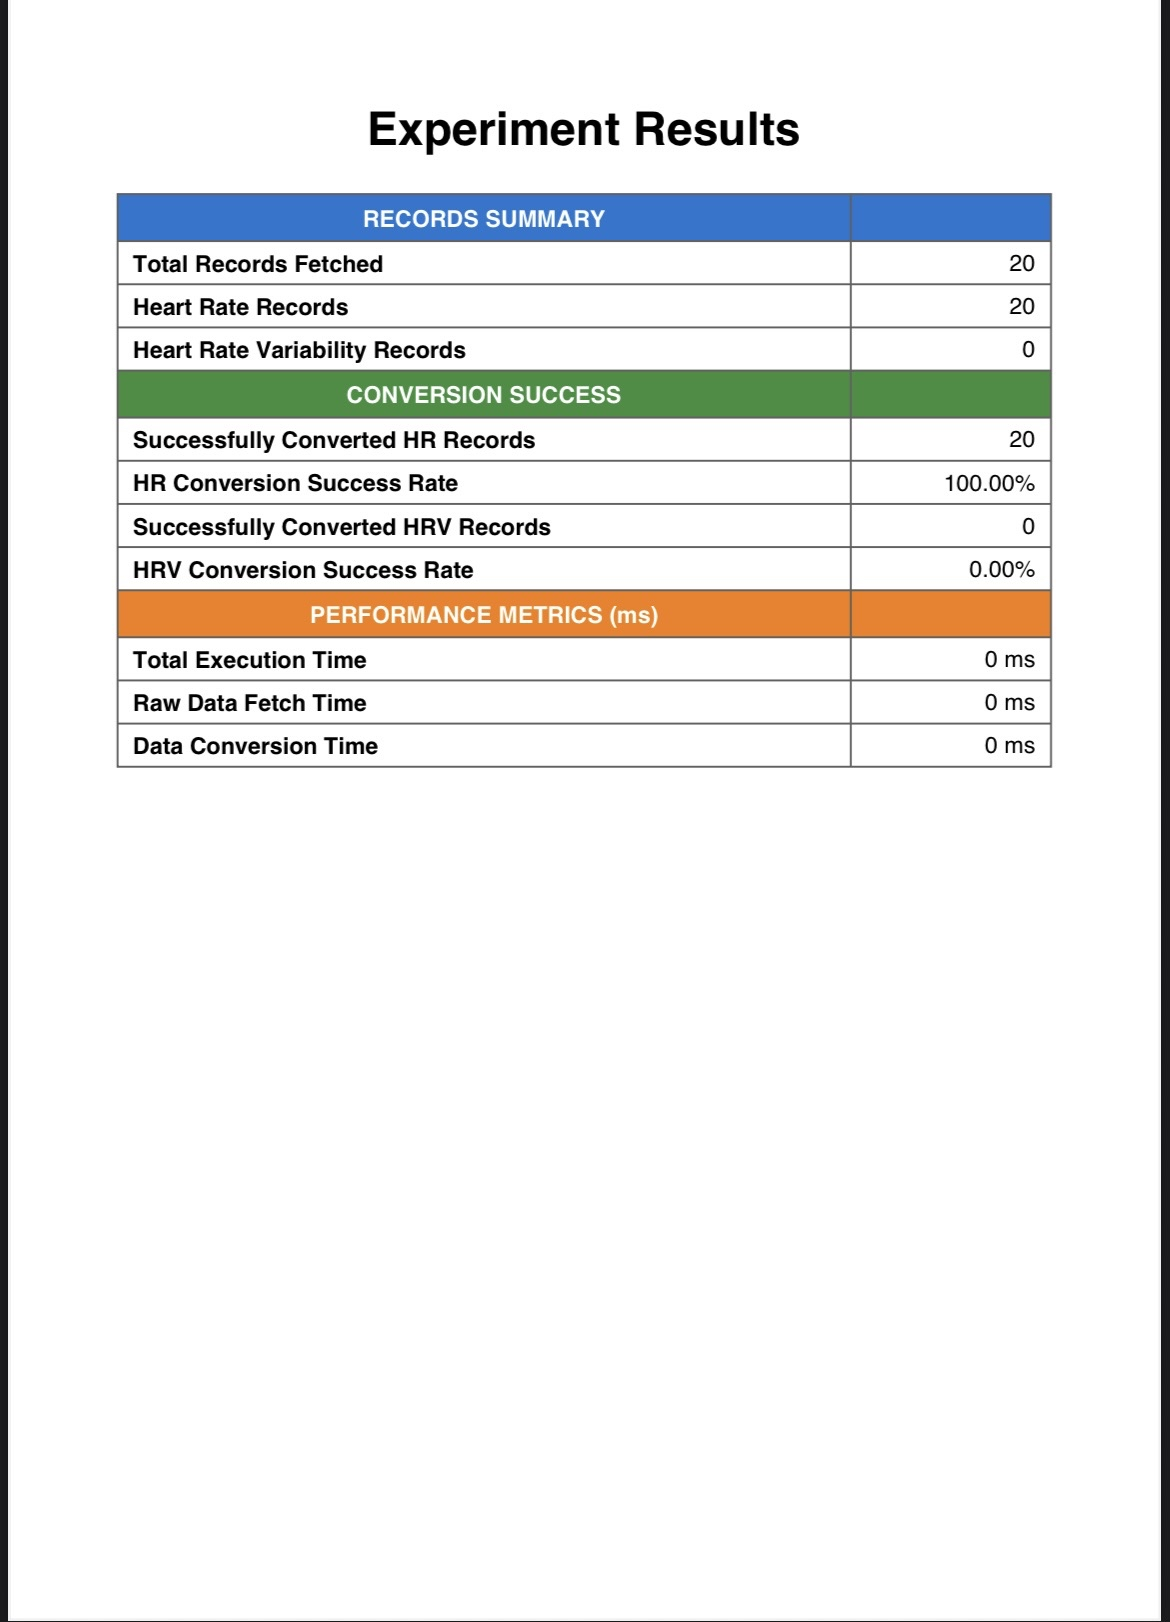 Experiment Results
RECORDS SUMMARY
Total Records Fetched 20
Heart Rate Records 20
Heart Rate Variability Records 0
CONVERSION SUCCESS
Successfully Converted HR Records 20
HR Conversion Success Rate 100.00%
Successfully Converted HRV Records 0
HRV Conversion Success Rate 0.00%
PERFORMANCE METRICS (ms)
Total Execution Time 0 ms
Raw Data Fetch Time 0 ms
Data Conversion Time 0 ms